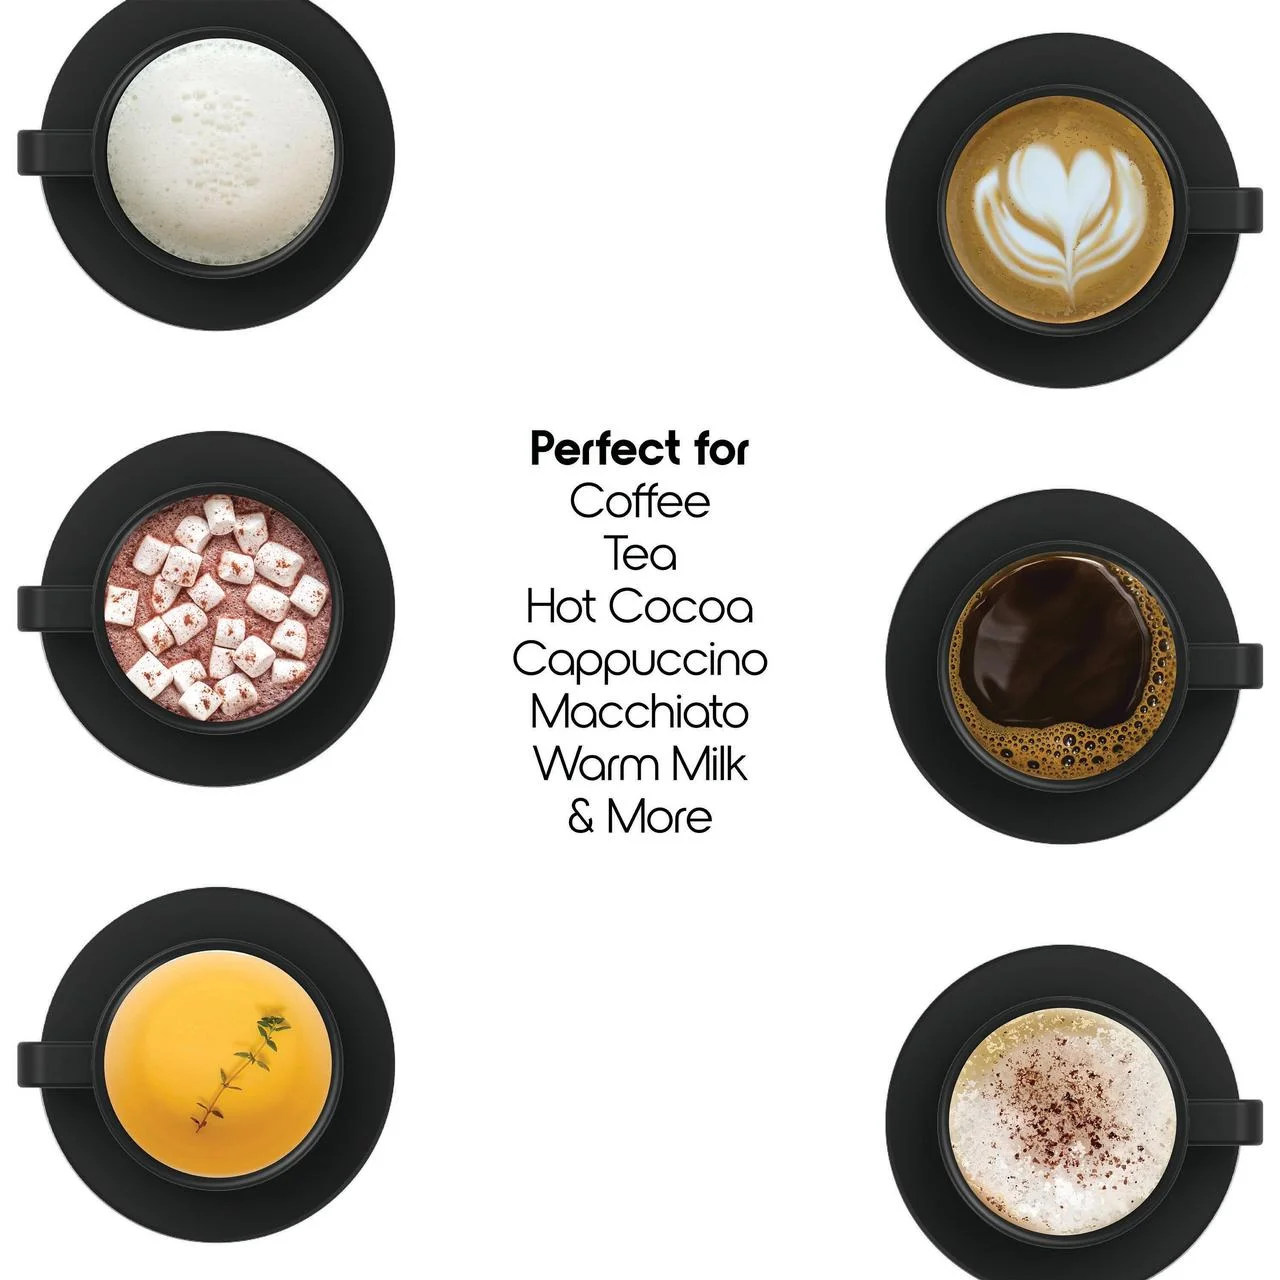 Perfect for
Coffee
Tea
Hot Cocoa
Cappuccino
Macchiato
Warm Milk
& More